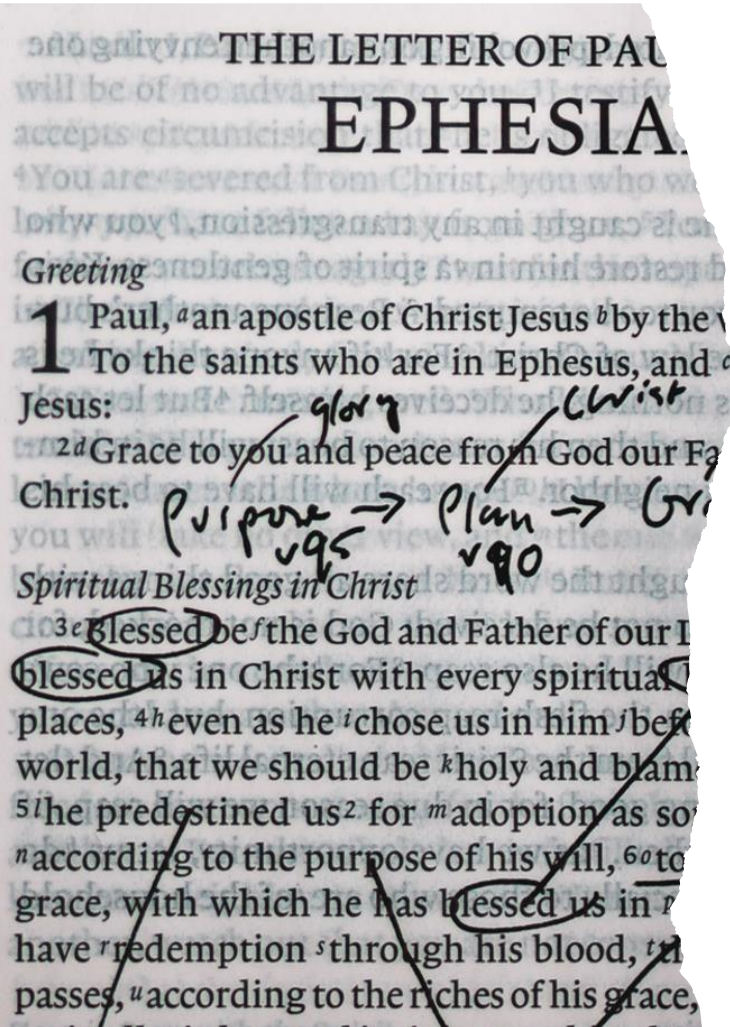 THE LETTER OF PAU
EPHESIA
Greeting
1 Paul, a an apostle of Christ Jesus b by the
To the saints who are in Ephesus, and
Jesus:
glory Christ
2 d Grace to you and peace from God our Fa
Christ.
Purpose → Plan →
v95 v90
Spiritual Blessings in Christ
3 e Blessed be f the God and Father of our
blessed us in Christ with every spiritual
places, 4 h even as he i chose us in him j bef
world, that we should be k holy and blam
5 l he predestined us 2 for m adoption as so
n according to the purpose of his will, 6 o to
grace, with which he has blessed us in
have r redemption s through his blood, t
passes, u according to the riches of his grace,